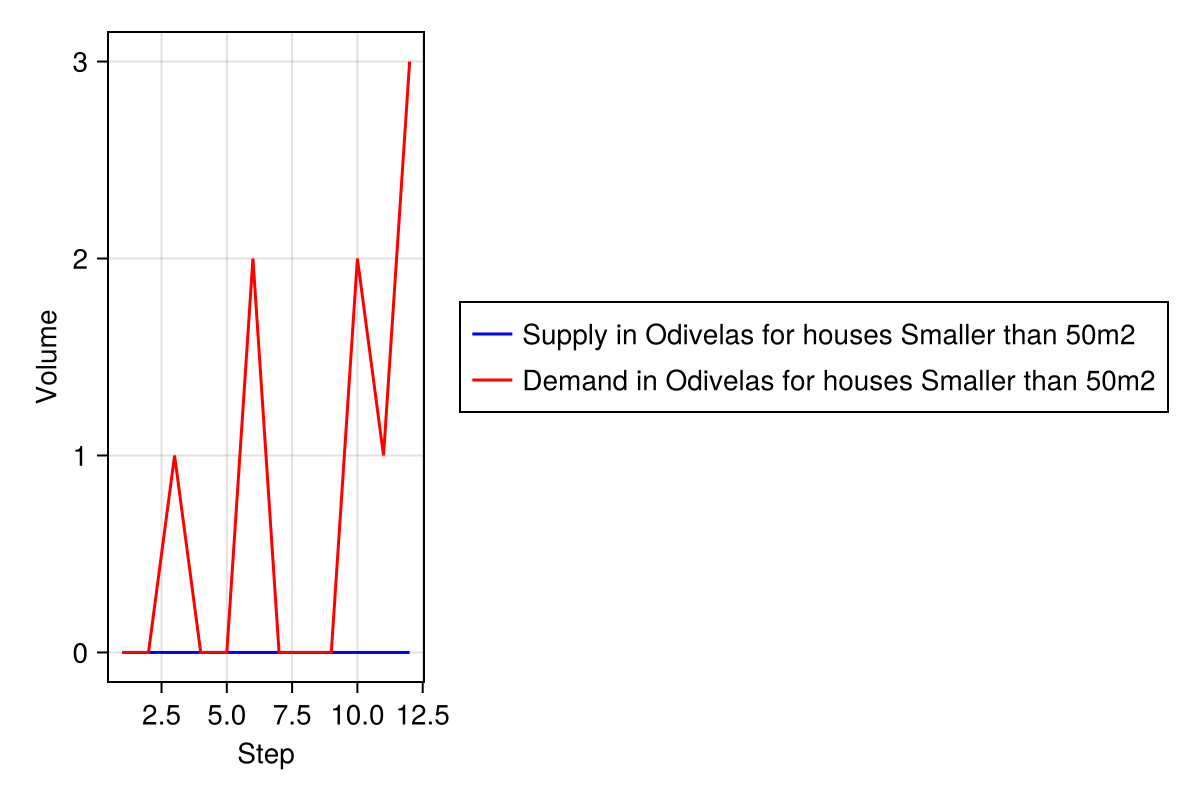 3
2
1
0
Volume
2.5 5.0 7.5 10.0 12.5
Step
Supply in Odivelas for houses Smaller than 50m2
Demand in Odivelas for houses Smaller than 50m2